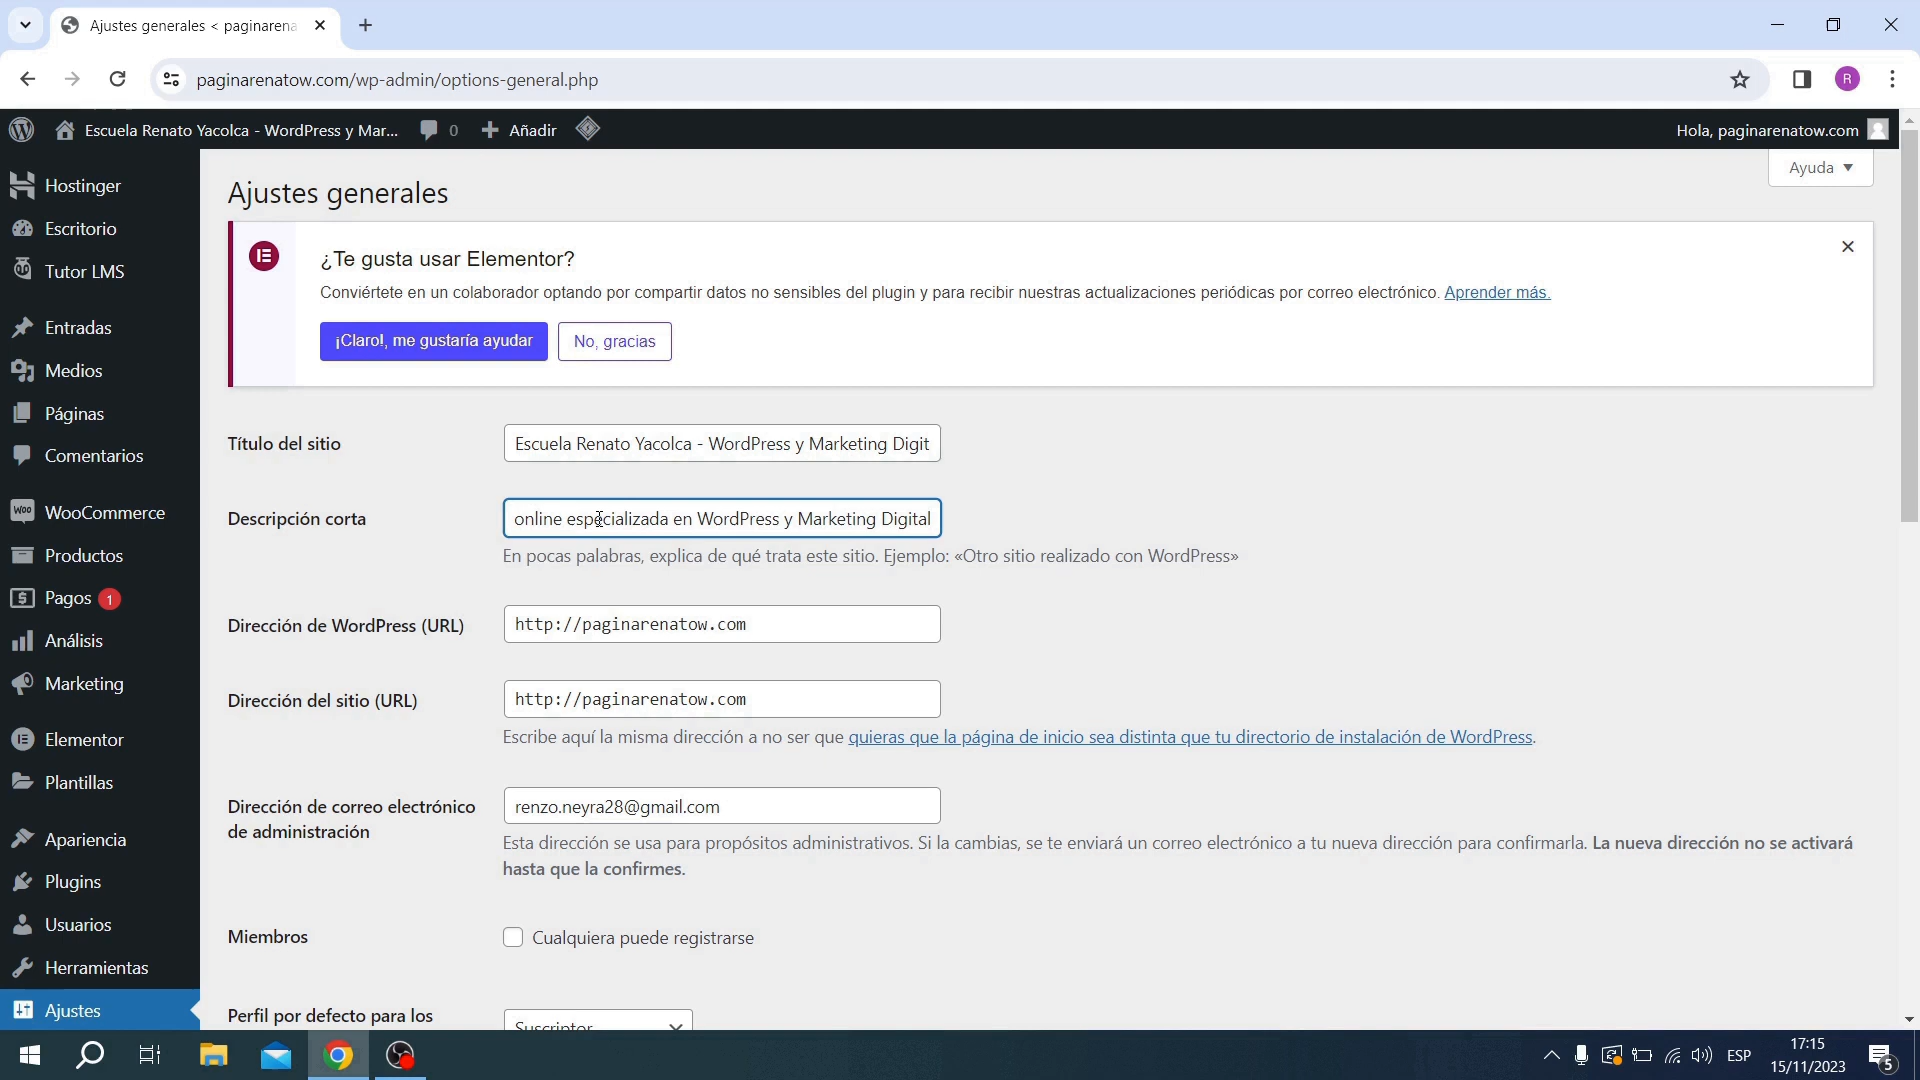 Ajustes generales < paginarena
paginarenatow.com/wp-admin/options-general.php
R
Escuela Renato Yacolca - WordPress y Mar...
0
Añadir
Hola, paginarenatow.com
Hostinger
Escritorio
Tutor LMS
Entradas
Medios
Páginas
Comentarios
WooCommerce
Productos
Pagos 1
Análisis
Marketing
Elementor
Plantillas
Apariencia
Plugins
Usuarios
Herramientas
Ajustes
Ayuda
Ajustes generales
¿Te gusta usar Elementor?
Conviértete en un colaborador optando por compartir datos no sensibles del plugin y para recibir nuestras actualizaciones periódicas por correo electrónico. Aprender más.
¡Claro!, me gustaría ayudar
No, gracias
Título del sitio
Escuela Renato Yacolca - WordPress y Marketing Digit
Descripción corta
online especializada en WordPress y Marketing Digital
En pocas palabras, explica de qué trata este sitio. Ejemplo: «Otro sitio realizado con WordPress»
Dirección de WordPress (URL)
http://paginarenatow.com
Dirección del sitio (URL)
http://paginarenatow.com
Escribe aquí la misma dirección a no ser que quieras que la página de inicio sea distinta que tu directorio de instalación de WordPress.
Dirección de correo electrónico
de administración
renzo.neyra28@gmail.com
Esta dirección se usa para propósitos administrativos. Si la cambias, se te enviará un correo electrónico a tu nueva dirección para confirmarla. La nueva dirección no se activará
hasta que la confirmes.
Miembros
Cualquiera puede registrarse
Perfil por defecto para los
Suscriptor
ESP
17:15
15/11/2023
5